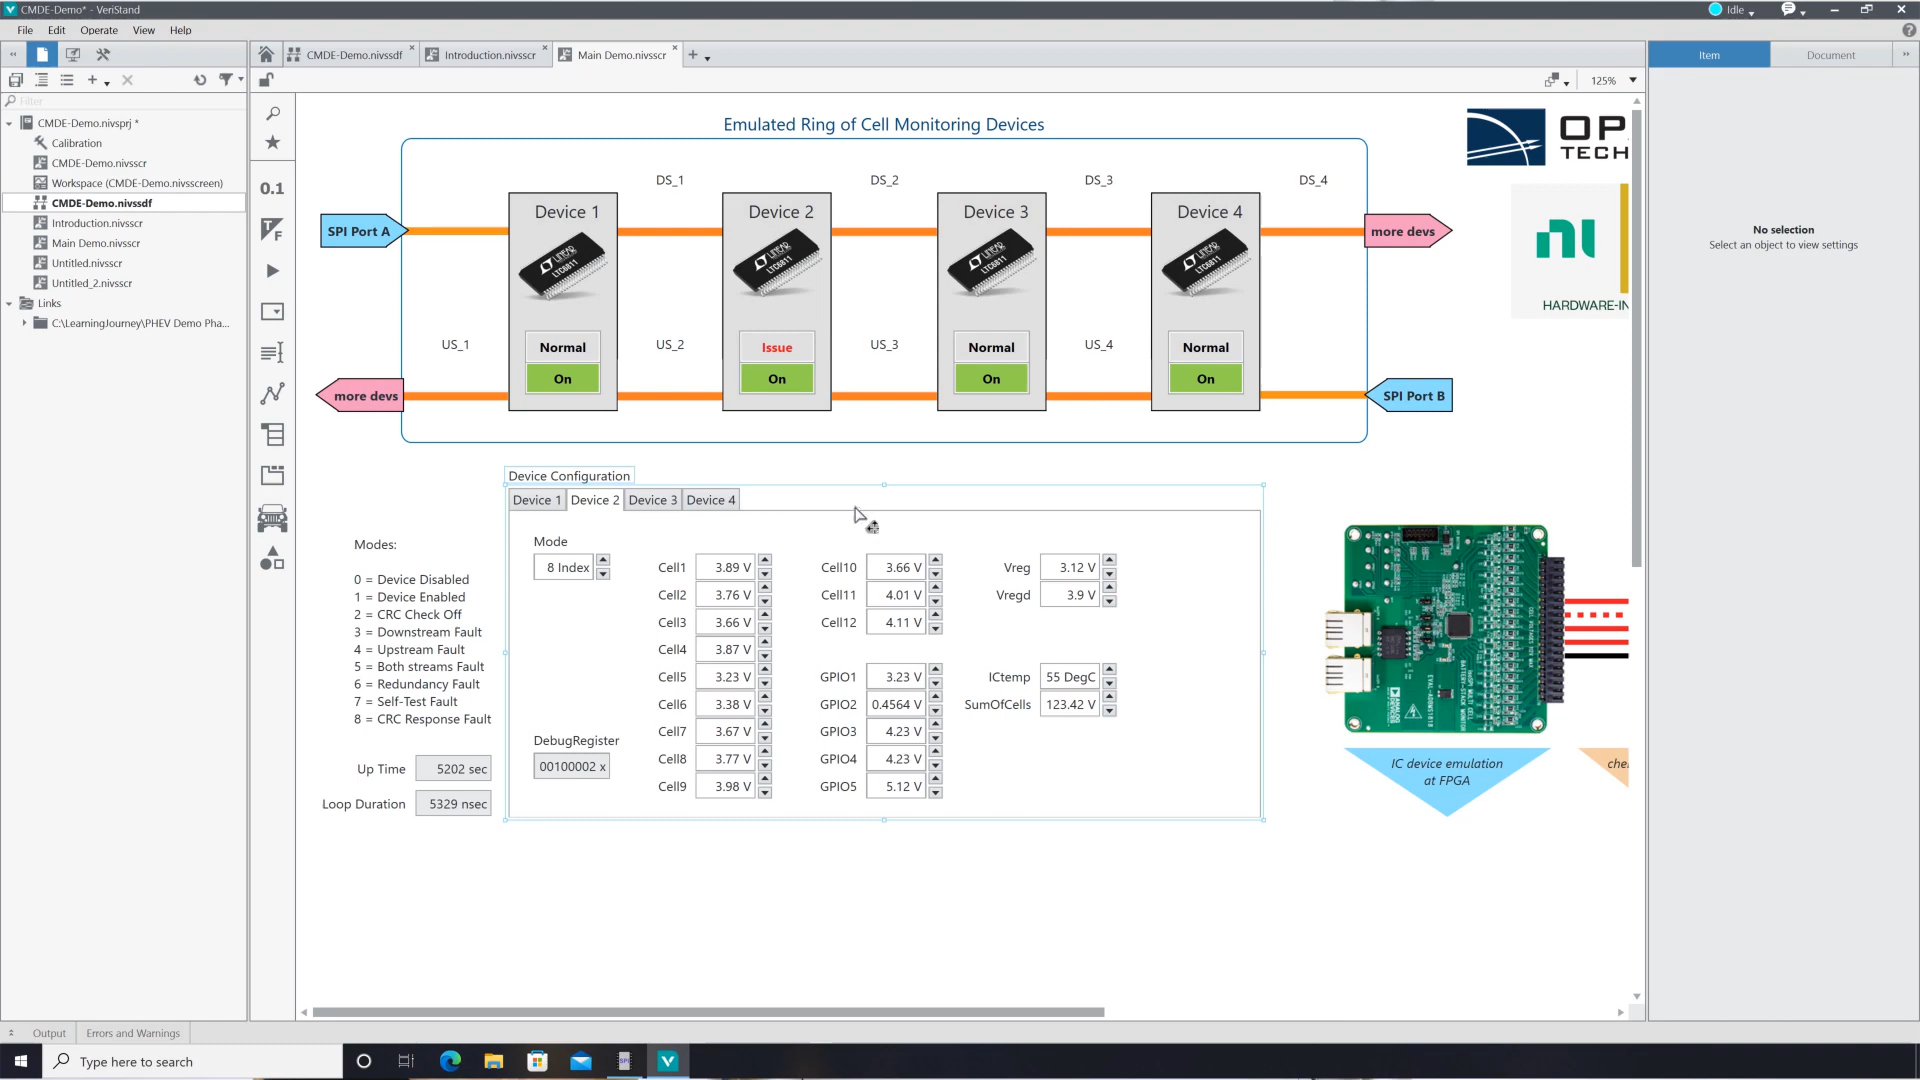 CMDE-Demo* - VeriStand
Idle
File Edit Operate View Help
CMDE-Demo.nivssdf
Introduction.nivsscr
Main Demo.nivsscr
Item
Document
125%
Filter
CMDE-Demo.nivsprj *
Calibration
CMDE-Demo.nivsscr
Workspace (CMDE-Demo.nivsscreen)
CMDE-Demo.nivssdf
Introduction.nivsscr
Main Demo.nivsscr
Untitled.nivsscr
Untitled_2.nivsscr
Links
C:\LearningJourney\PHEV Demo Pha...
0.1
Emulated Ring of Cell Monitoring Devices
OP
TECH
HARDWARE-IN
No selection
Select an object to view settings
DS_1
DS_2
DS_3
DS_4
SPI Port A
Device 1
Device 2
Device 3
Device 4
more devs
LINEAR
LTC6811
LINEAR
LTC6811
LINEAR
LTC6811
LINEAR
LTC6811
US_1
US_2
US_3
US_4
Normal
Issue
Normal
Normal
On
On
On
On
more devs
SPI Port B
Device Configuration
Device 1 Device 2 Device 3 Device 4
Modes:
0 = Device Disabled
1 = Device Enabled
2 = CRC Check Off
3 = Downstream Fault
4 = Upstream Fault
5 = Both streams Fault
6 = Redundancy Fault
7 = Self-Test Fault
8 = CRC Response Fault
Up Time 5202 sec
Loop Duration 5329 nsec
Mode
8 Index
DebugRegister
00100002 x
Cell1 3.89 V
Cell2 3.76 V
Cell3 3.66 V
Cell4 3.87 V
Cell5 3.23 V
Cell6 3.38 V
Cell7 3.67 V
Cell8 3.77 V
Cell9 3.98 V
Cell10 3.66 V
Cell11 4.01 V
Cell12 4.11 V
GPIO1 3.23 V
GPIO2 0.4564 V
GPIO3 4.23 V
GPIO4 4.23 V
GPIO5 5.12 V
Vreg 3.12 V
Vregd 3.9 V
ICtemp 55 DegC
SumOfCells 123.42 V
IC device emulation
at FPGA
che
Output
Errors and Warnings
Type here to search